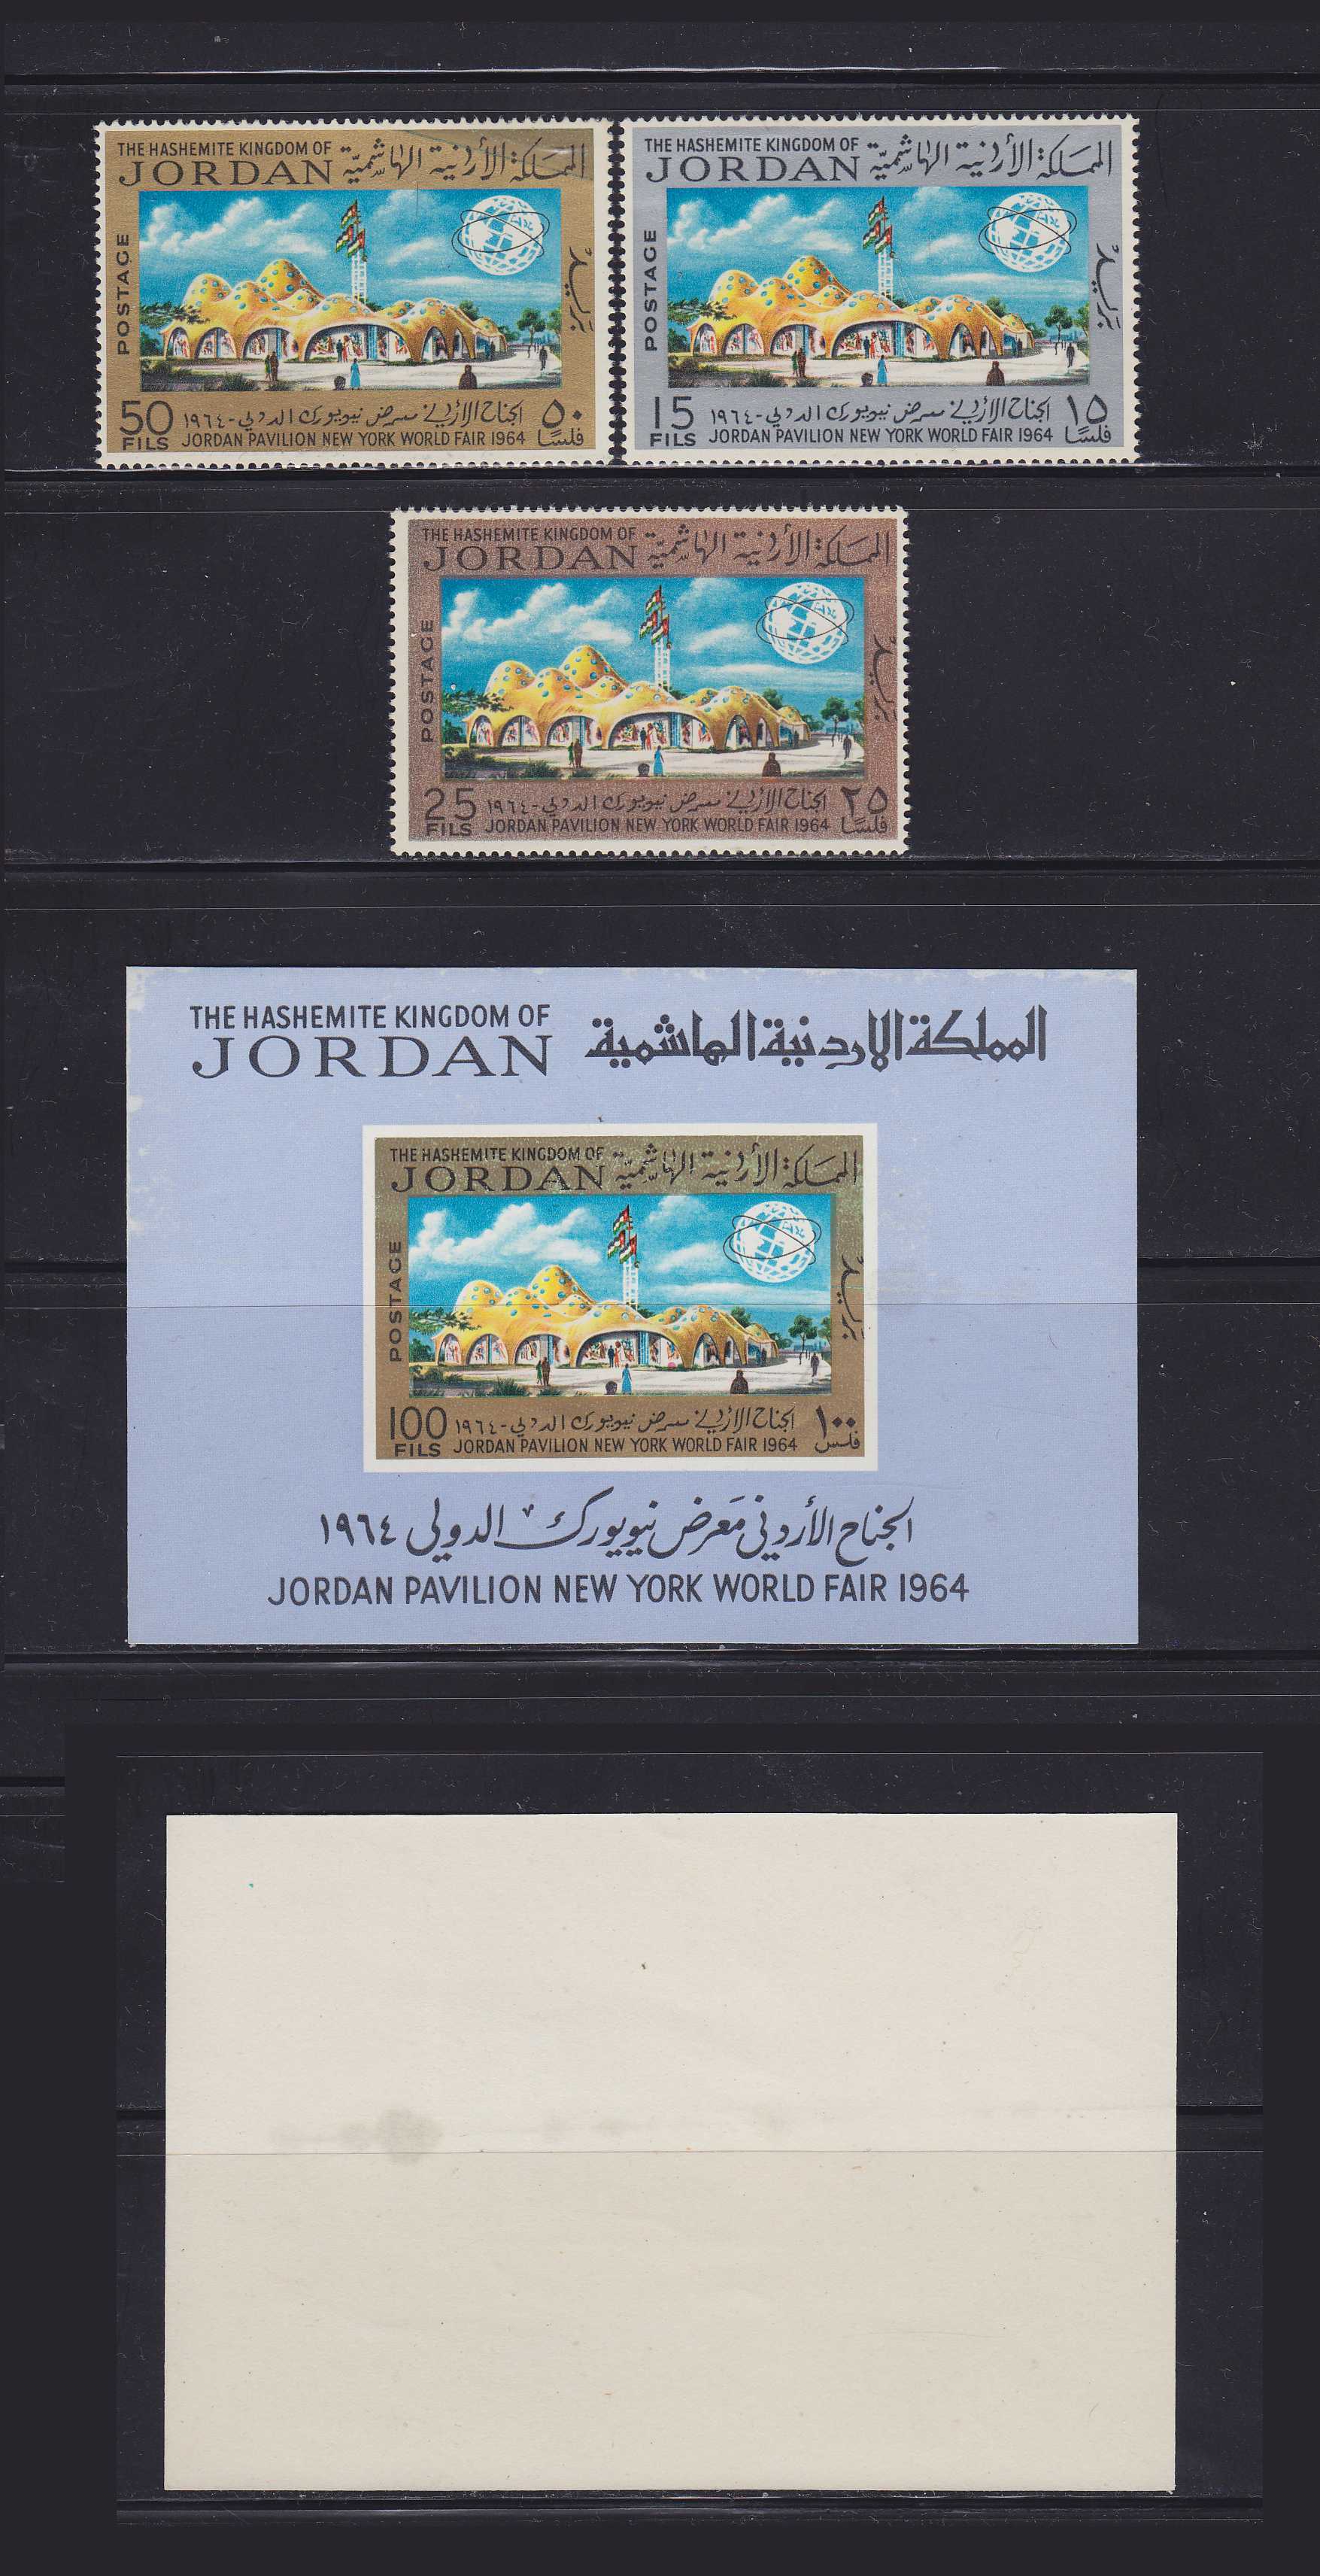 THE HASHEMITE KINGDOM OF
JORDAN المملكة الأردنية الهاشمية
POSTAGE
بريد
50 الجناح الأردني معرض نيويورك الدولي - ١٩٦٤ ٥٠
FILS JORDAN PAVILION NEW YORK WORLD FAIR 1964 فلسًا
THE HASHEMITE KINGDOM OF
JORDAN المملكة الأردنية الهاشمية
POSTAGE
بريد
15 الجناح الأردني معرض نيويورك الدولي - ١٩٦٤ ١٥
FILS JORDAN PAVILION NEW YORK WORLD FAIR 1964 فلسًا
THE HASHEMITE KINGDOM OF
JORDAN المملكة الأردنية الهاشمية
POSTAGE
بريد
25 الجناح الأردني معرض نيويورك الدولي - ١٩٦٤ ٢٥
FILS JORDAN PAVILION NEW YORK WORLD FAIR 1964 فلسًا
THE HASHEMITE KINGDOM OF
JORDAN المملكة الاردنية الهاشمية
THE HASHEMITE KINGDOM OF
JORDAN المملكة الأردنية الهاشمية
POSTAGE
بريد
100 الجناح الأردني معرض نيويورك الدولي - ١٩٦٤ ١٠٠
FILS JORDAN PAVILION NEW YORK WORLD FAIR 1964 فلس
الجناح الأردني مَعرض نيويورك الدولي ١٩٦٤
JORDAN PAVILION NEW YORK WORLD FAIR 1964